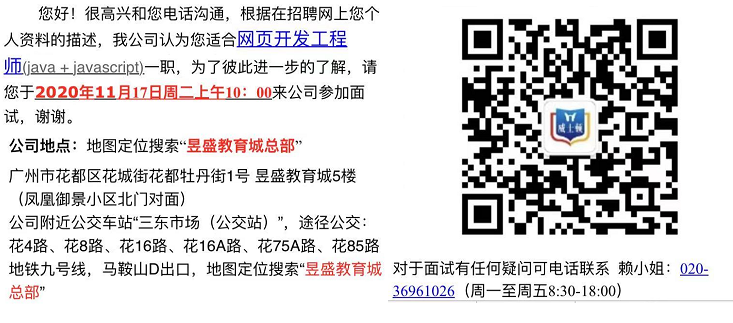 您好！很高兴和您电话沟通，根据在招聘网上您个
人资料的描述，我公司认为您适合网页开发工程
师(java + javascript)一职，为了彼此进一步的了解，请
您于2020年11月17日周二上午10：00来公司参加面
试，谢谢。
公司地点：地图定位搜索“昱盛教育城总部”
广州市花都区花城街花都牡丹街1号 昱盛教育城5楼
（凤凰御景小区北门对面）
公司附近公交车站“三东市场（公交站）”，途径公交：
花4路、花8路、花16路、花16A路、花75A路、花85路
地铁九号线，马鞍山D出口，地图定位搜索“昱盛教育城
总部”
威士顿
对于面试有任何疑问可电话联系 赖小姐：020-
36961026（周一至周五8:30-18:00）